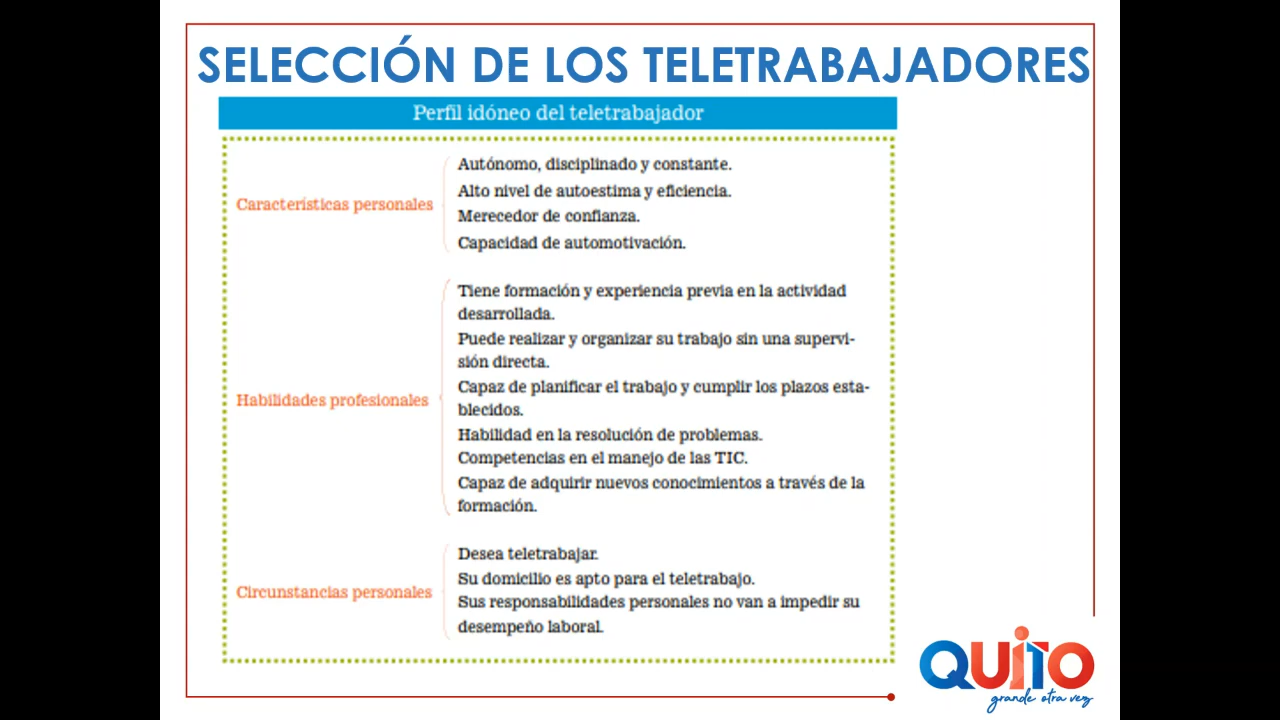 SELECCIÓN DE LOS TELETRABAJADORES
Perfil idóneo del teletrabajador
Características personales
Autónomo, disciplinado y constante.
Alto nivel de autoestima y eficiencia.
Merecedor de confianza.
Capacidad de automotivación.
Habilidades profesionales
Tiene formación y experiencia previa en la actividad
desarrollada.
Puede realizar y organizar su trabajo sin una supervi-
sión directa.
Capaz de planificar el trabajo y cumplir los plazos esta-
blecidos.
Habilidad en la resolución de problemas.
Competencias en el manejo de las TIC.
Capaz de adquirir nuevos conocimientos a través de la
formación.
Circunstancias personales
Desea teletrabajar.
Su domicilio es apto para el teletrabajo.
Sus responsabilidades personales no van a impedir su
desempeño laboral.
QUiTO
grande otra vez